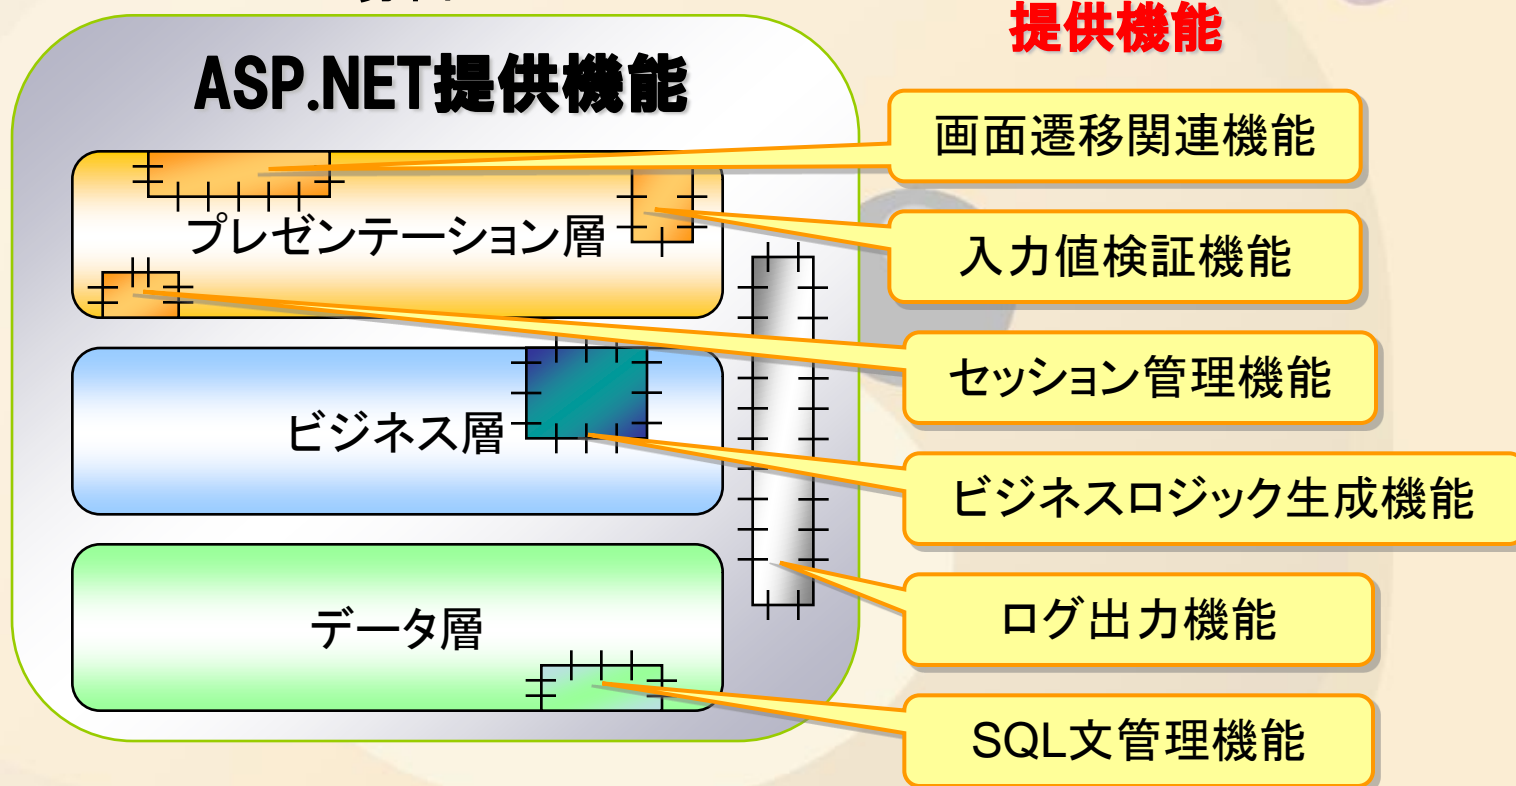 提供機能
ASP.NET提供機能
画面遷移関連機能
プレゼンテーション層
入力値検証機能
セッション管理機能
ビジネス層
ビジネスロジック生成機能
ログ出力機能
データ層
SQL文管理機能